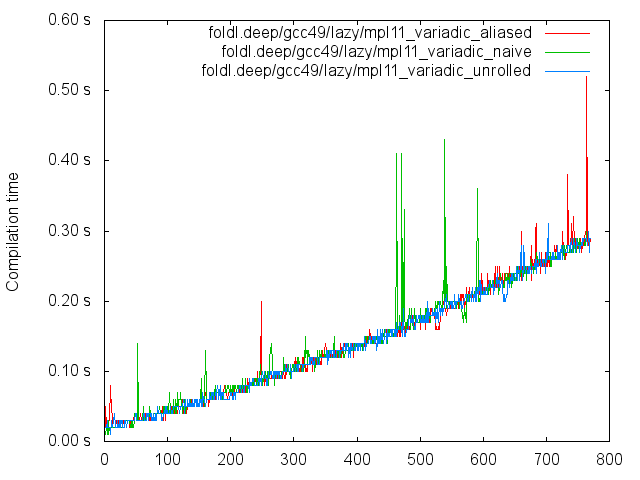 0.60 s
foldl.deep/gcc49/lazy/mpl11_variadic_aliased
foldl.deep/gcc49/lazy/mpl11_variadic_naive
foldl.deep/gcc49/lazy/mpl11_variadic_unrolled
0.50 s
0.40 s
0.30 s
0.20 s
0.10 s
0.00 s
Compilation time
0 100 200 300 400 500 600 700 800